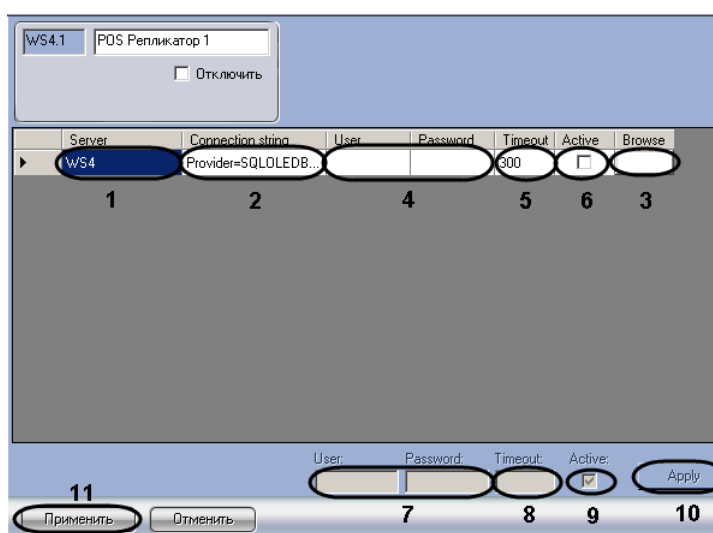 WS4.1 POS Репликатор 1
Отключить
Server Connection string User Password Timeout Active Browse
WS4 Provider=SQLOLEDB... 300
1 2 4 5 6 3
User: Password: Timeout: Active:
Apply
11
Применить Отменить 7 8 9 10